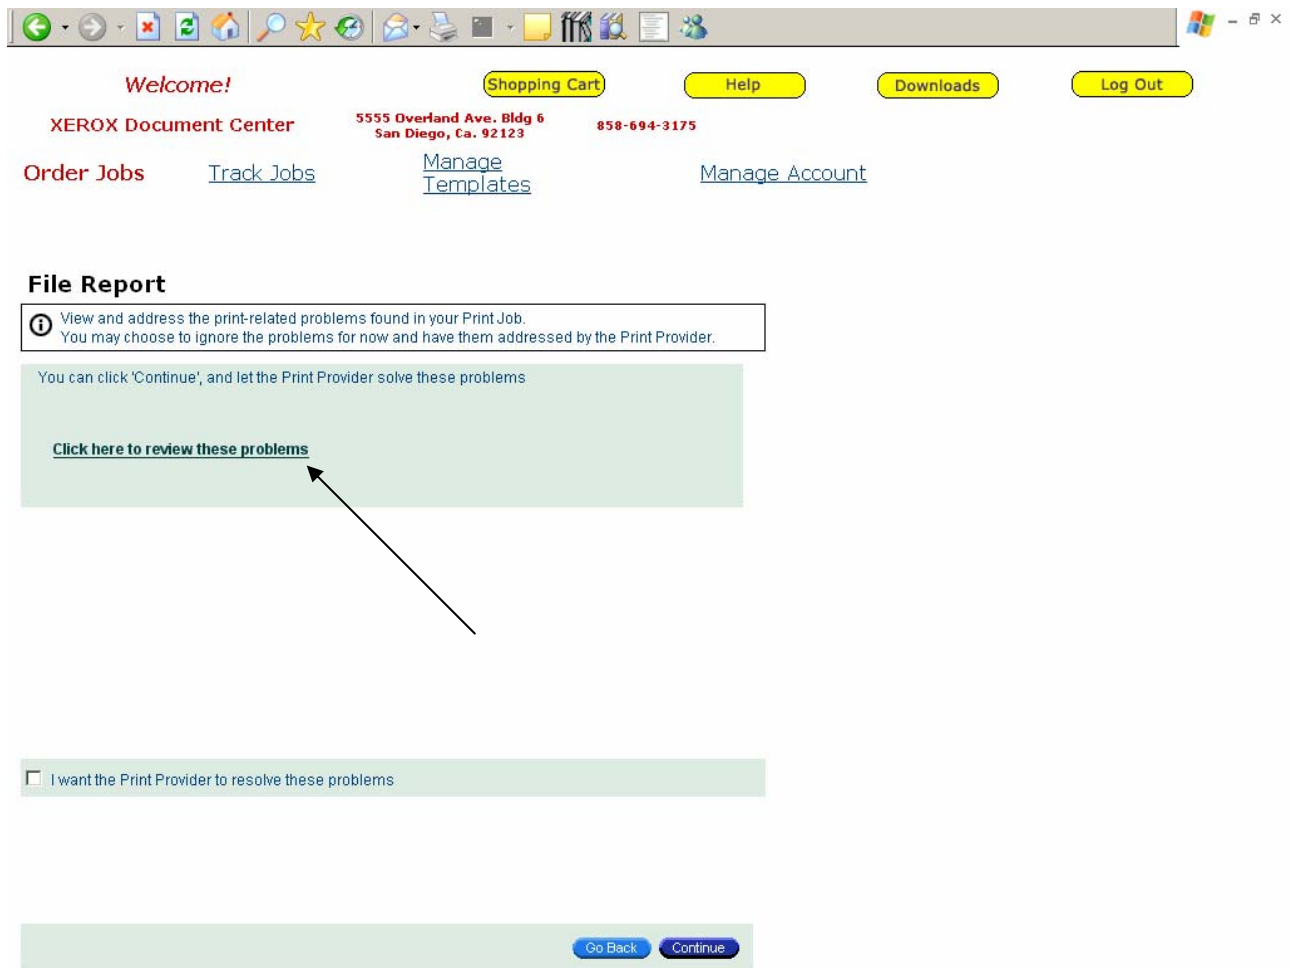 Welcome!
Shopping Cart
Help
Downloads
Log Out
XEROX Document Center
5555 Overland Ave. Bldg 6
San Diego, Ca. 92123
858-694-3175
Order Jobs
Track Jobs
Manage
Templates
Manage Account
File Report
View and address the print-related problems found in your Print Job.
You may choose to ignore the problems for now and have them addressed by the Print Provider.
You can click 'Continue', and let the Print Provider solve these problems
Click here to review these problems
I want the Print Provider to resolve these problems
Go Back
Continue